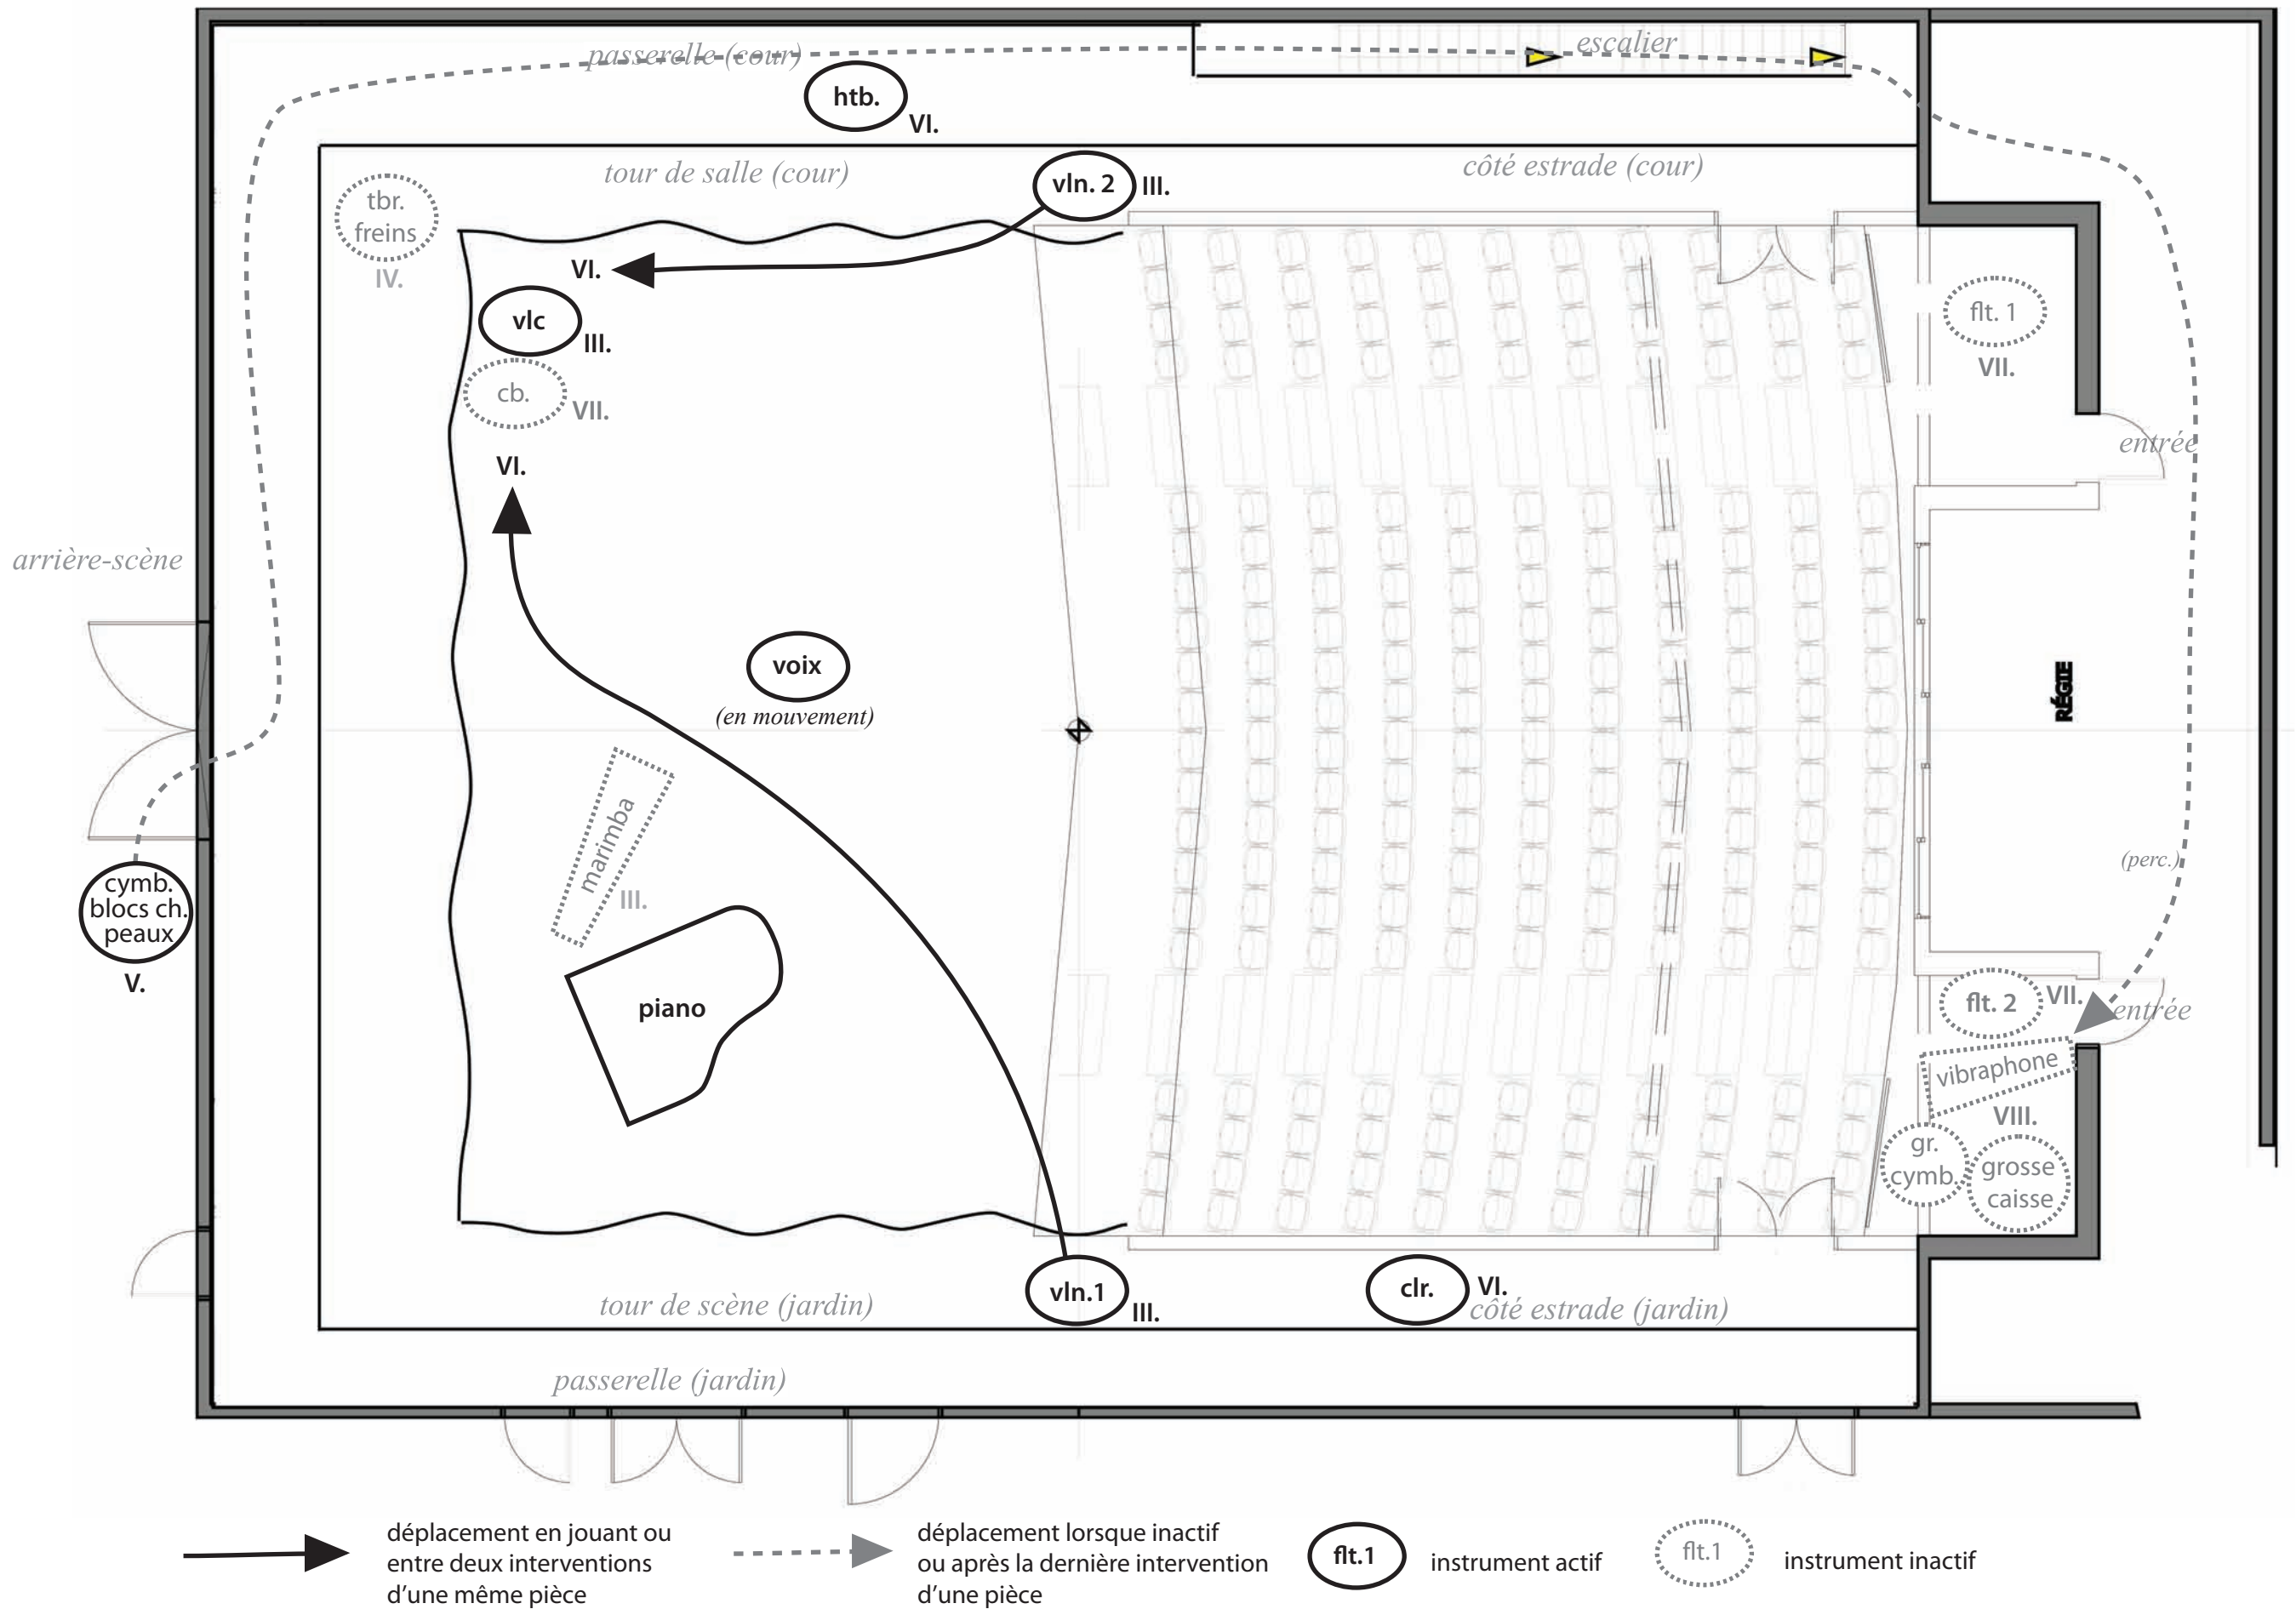 passerelle (cour)
escalier
htb.
VI.
tour de salle (cour)
vln. 2
III.
côté estrade (cour)
tbr.
freins
IV.
VI.
vlc
III.
cb.
VII.
VI.
flt. 1
VII.
entrée
arrière-scène
voix
(en mouvement)
RÉGIE
marimba
III.
cymb.
blocs ch.
peaux
V.
piano
(perc.)
flt. 2
VII.
entrée
vibraphone
VIII.
gr.
cymb.
grosse
caisse
tour de scène (jardin)
vln.1
III.
clr.
VI.
côté estrade (jardin)
passerelle (jardin)
déplacement en jouant ou
entre deux interventions
d’une même pièce
déplacement lorsque inactif
ou après la dernière intervention
d’une pièce
flt.1
instrument actif
flt.1
instrument inactif